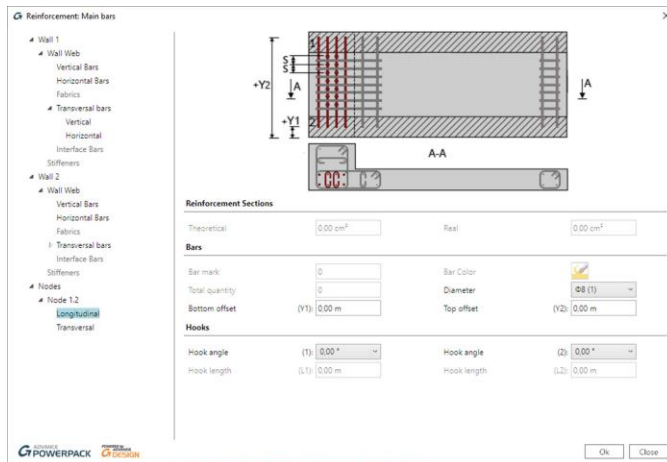 Reinforcement: Main bars
Wall 1
Wall Web
Vertical Bars
Horizontal Bars
Fabrics
Transversal bars
Vertical
Horizontal
Interface Bars
Stiffeners
Wall 2
Wall Web
Vertical Bars
Horizontal Bars
Fabrics
Transversal bars
Interface Bars
Stiffeners
Nodes
Node 1.2
Longitudinal
Transversal
1
S
S
+Y2
A
A
+Y1
2
A-A
Reinforcement Sections
Theoretical 0.00 cm² Real 0.00 cm²
Bars
Bar mark 0 Bar Color
Total quantity 0 Diameter Φ8 (1)
Bottom offset (Y1): 0,00 m Top offset (Y2): 0,00 m
Hooks
Hook angle (1): 0,00 ° Hook angle (2): 0,00 °
Hook length (L1): 0,00 m Hook length (L2): 0,00 m
ADVANCE POWERPACK
DESIGN
Ok Close